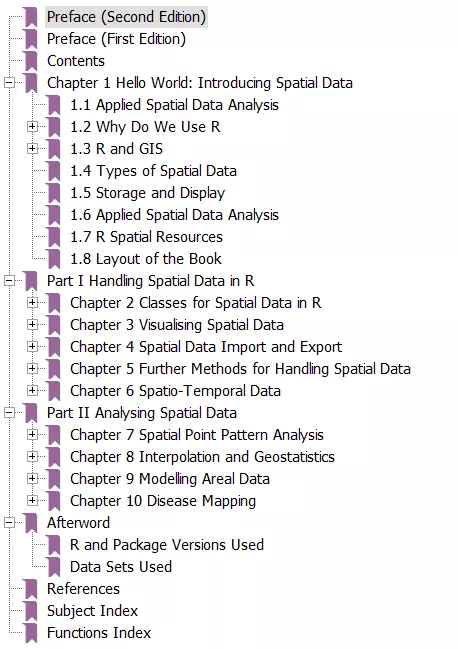 Preface (Second Edition)
Preface (First Edition)
Contents
Chapter 1 Hello World: Introducing Spatial Data
1.1 Applied Spatial Data Analysis
1.2 Why Do We Use R
1.3 R and GIS
1.4 Types of Spatial Data
1.5 Storage and Display
1.6 Applied Spatial Data Analysis
1.7 R Spatial Resources
1.8 Layout of the Book
Part I Handling Spatial Data in R
Chapter 2 Classes for Spatial Data in R
Chapter 3 Visualising Spatial Data
Chapter 4 Spatial Data Import and Export
Chapter 5 Further Methods for Handling Spatial Data
Chapter 6 Spatio-Temporal Data
Part II Analysing Spatial Data
Chapter 7 Spatial Point Pattern Analysis
Chapter 8 Interpolation and Geostatistics
Chapter 9 Modelling Areal Data
Chapter 10 Disease Mapping
Afterword
R and Package Versions Used
Data Sets Used
References
Subject Index
Functions Index